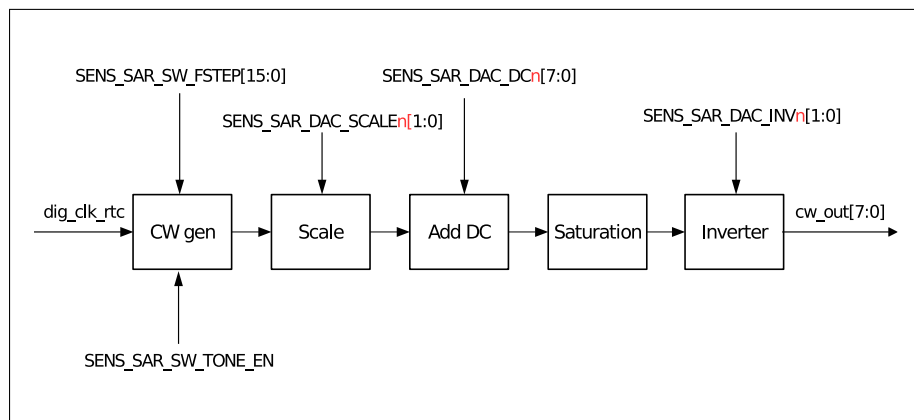 SENS_SAR_SW_FSTEP[15:0]
SENS_SAR_DAC_DCn[7:0]
SENS_SAR_DAC_SCALEn[1:0]
SENS_SAR_DAC_INVn[1:0]
dig_clk_rtc
CW gen
Scale
Add DC
Saturation
Inverter
cw_out[7:0]
SENS_SAR_SW_TONE_EN